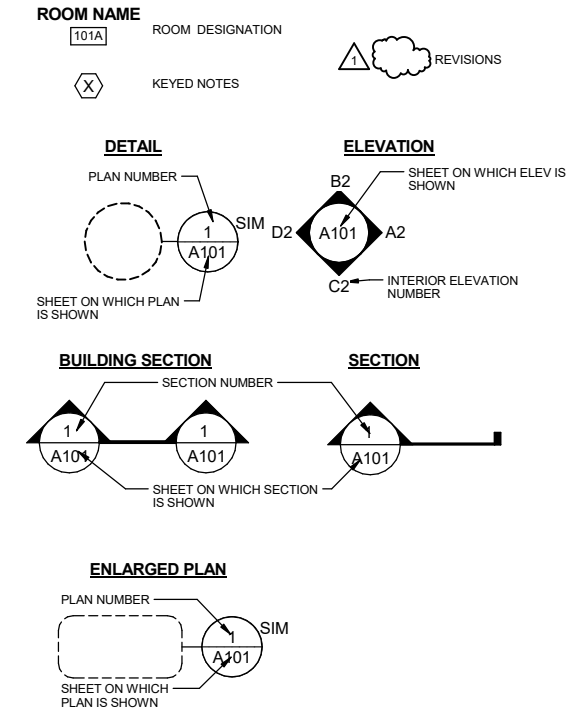 ROOM NAME
101A
ROOM DESIGNATION
1
REVISIONS
X
KEYED NOTES
DETAIL
PLAN NUMBER
1
A101
SIM
SHEET ON WHICH PLAN
IS SHOWN
ELEVATION
SHEET ON WHICH ELEV IS
SHOWN
B2
D2
A101
A2
C2
INTERIOR ELEVATION
NUMBER
BUILDING SECTION
SECTION
SECTION NUMBER
1
A101
1
A101
1
A101
SHEET ON WHICH SECTION
IS SHOWN
ENLARGED PLAN
PLAN NUMBER
1
A101
SIM
SHEET ON WHICH
PLAN IS SHOWN